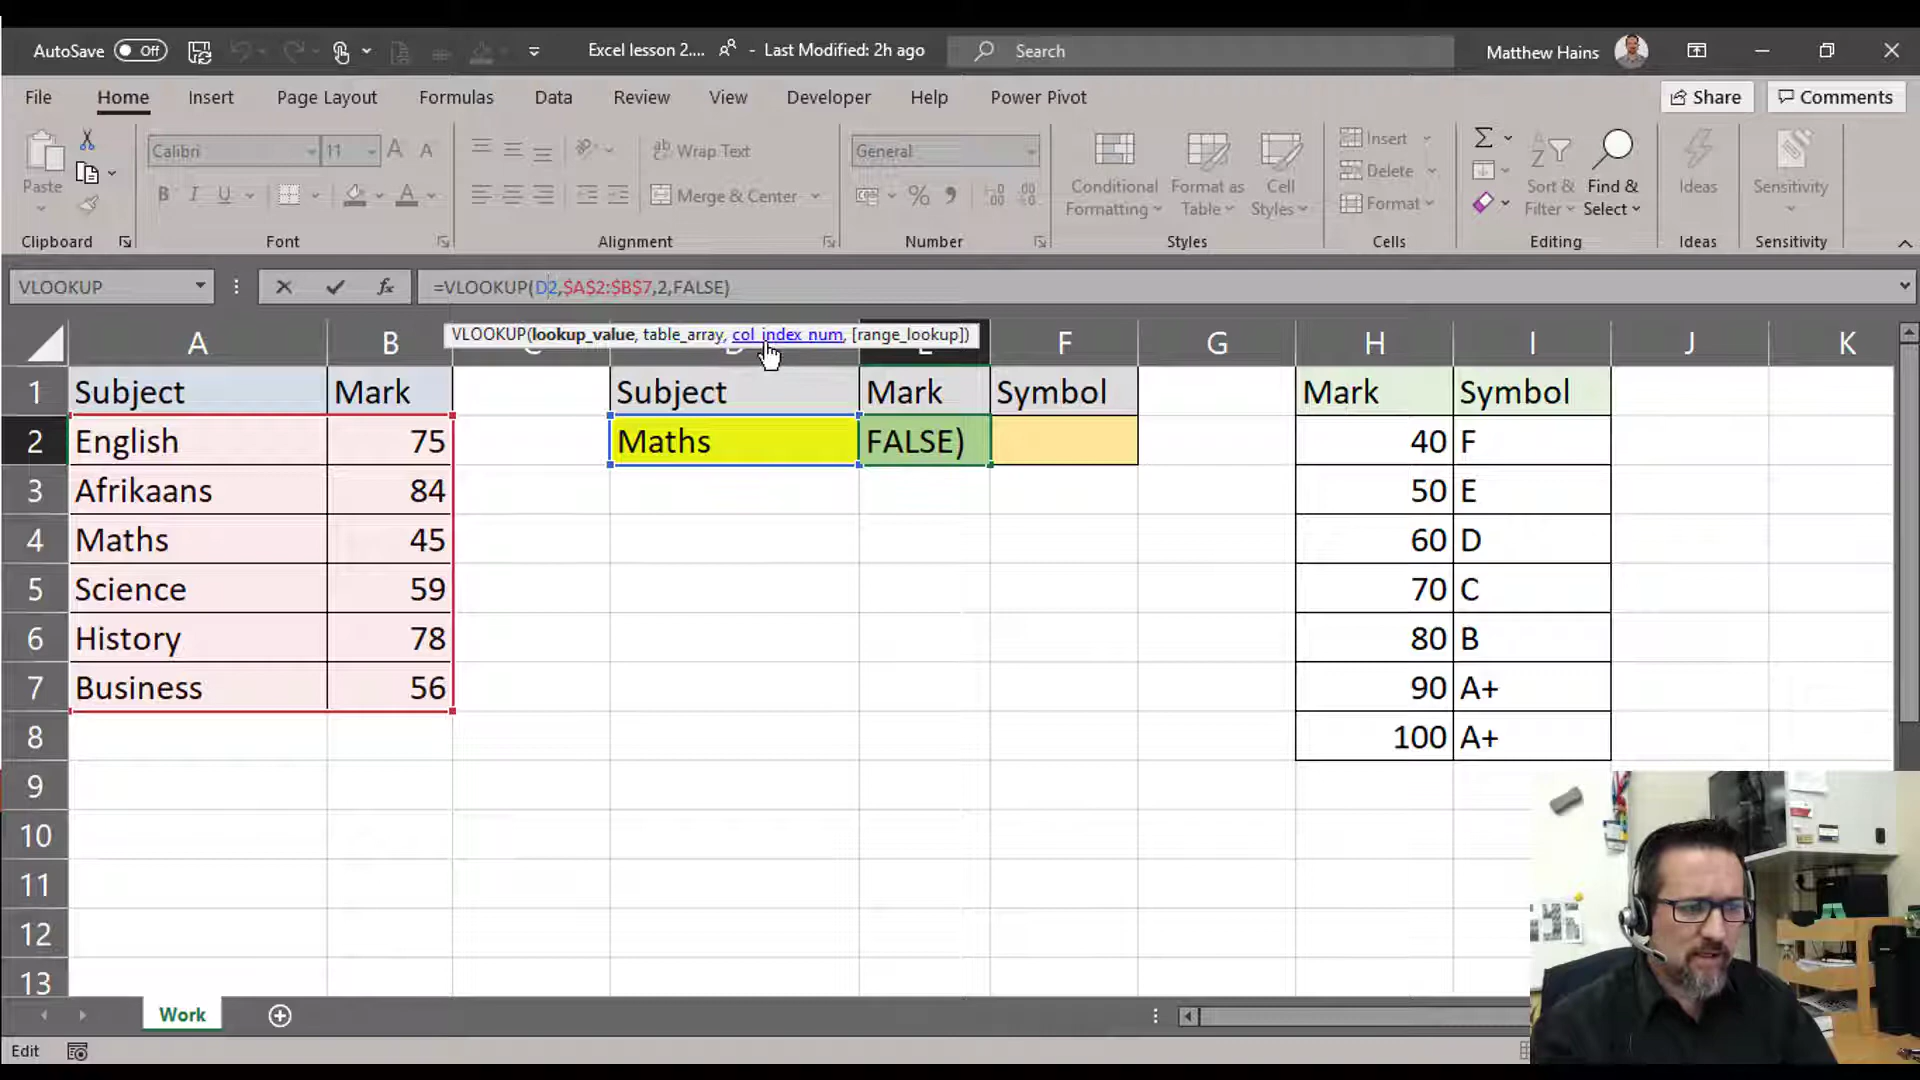 AutoSave Off Excel lesson 2.... - Last Modified: 2h ago Search Matthew Hains
File Home Insert Page Layout Formulas Data Review View Developer Help Power Pivot Share Comments
Calibri 11 A A Wrap Text General Insert
Paste Conditional Formatting Format as Table Cell Styles Delete Sort & Filter Find & Select Ideas Sensitivity
B I U A Merge & Center % Format
Clipboard Font Alignment Number Styles Cells Editing Ideas Sensitivity
VLOOKUP fx =VLOOKUP(D2,$A$2:$B$7,2,FALSE)
VLOOKUP(lookup_value, table_array, col_index_num, [range_lookup])
A B F G H I J K
1 Subject Mark Subject Mark Symbol Mark Symbol
2 English 75 Maths FALSE) 40 F
3 Afrikaans 84 50 E
4 Maths 45 60 D
5 Science 59 70 C
6 History 78 80 B
7 Business 56 90 A+
8 100 A+
9
10
11
12
13
Work
Edit